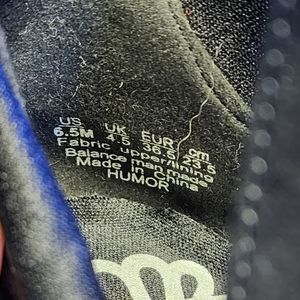 US UK EUR cm
6.5M 4.5 36.5 23.5
Fabric upper/lining
Balance man made
Made in China
HUMOR